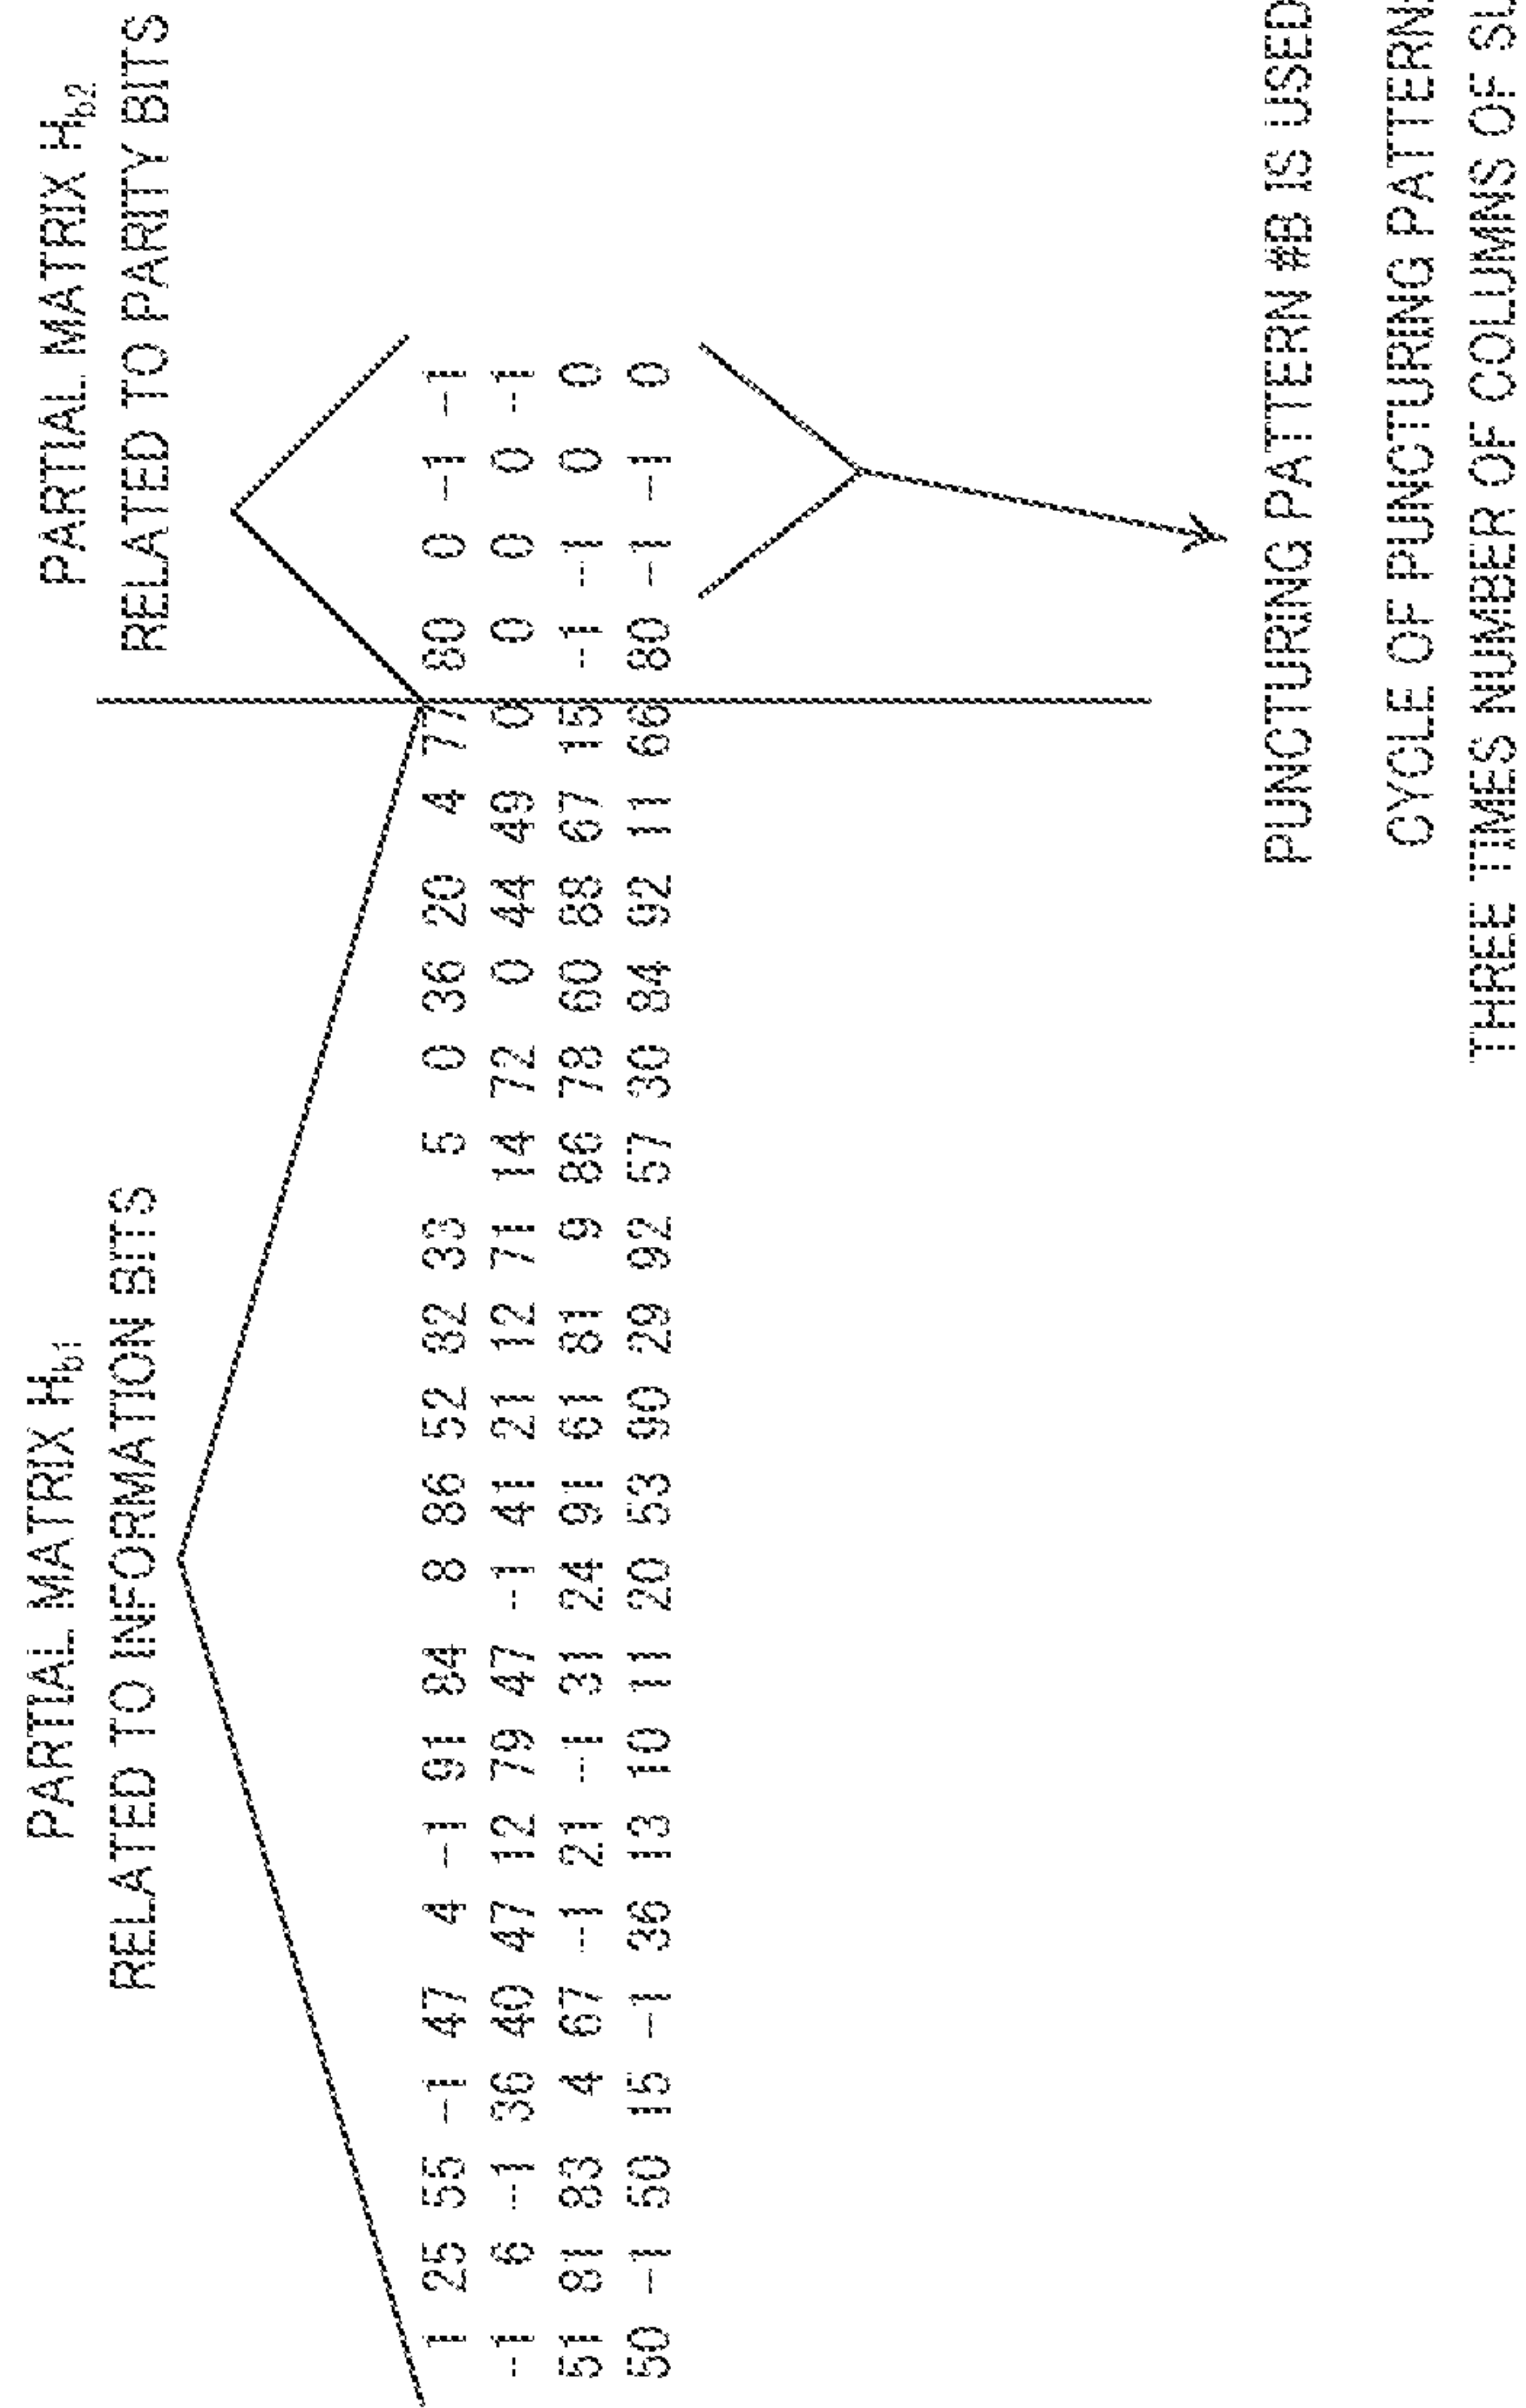 PARTIAL MATRIX H_b1
RELATED TO INFORMATION BITS
PARTIAL MATRIX H_b2
RELATED TO PARITY BITS
1 25 55 -1 47 4 -1 91 84 8 86 52 82 33 5 0 36 20 4 77 80 0 -1 -1
-1 6 -1 36 40 47 12 79 47 -1 41 21 12 71 14 72 0 44 49 0 0 0 0 -1
51 81 83 4 67 -1 21 -1 31 24 91 61 81 9 86 78 60 88 67 15 -1 -1 0 0
50 -1 50 15 -1 36 13 10 11 20 53 90 29 92 57 30 84 92 11 66 80 -1 -1 0
PUNCTURING PATTERN #B IS USED
CYCLE OF PUNCTURING PATTERN:
THREE TIMES NUMBER OF COLUMNS OF